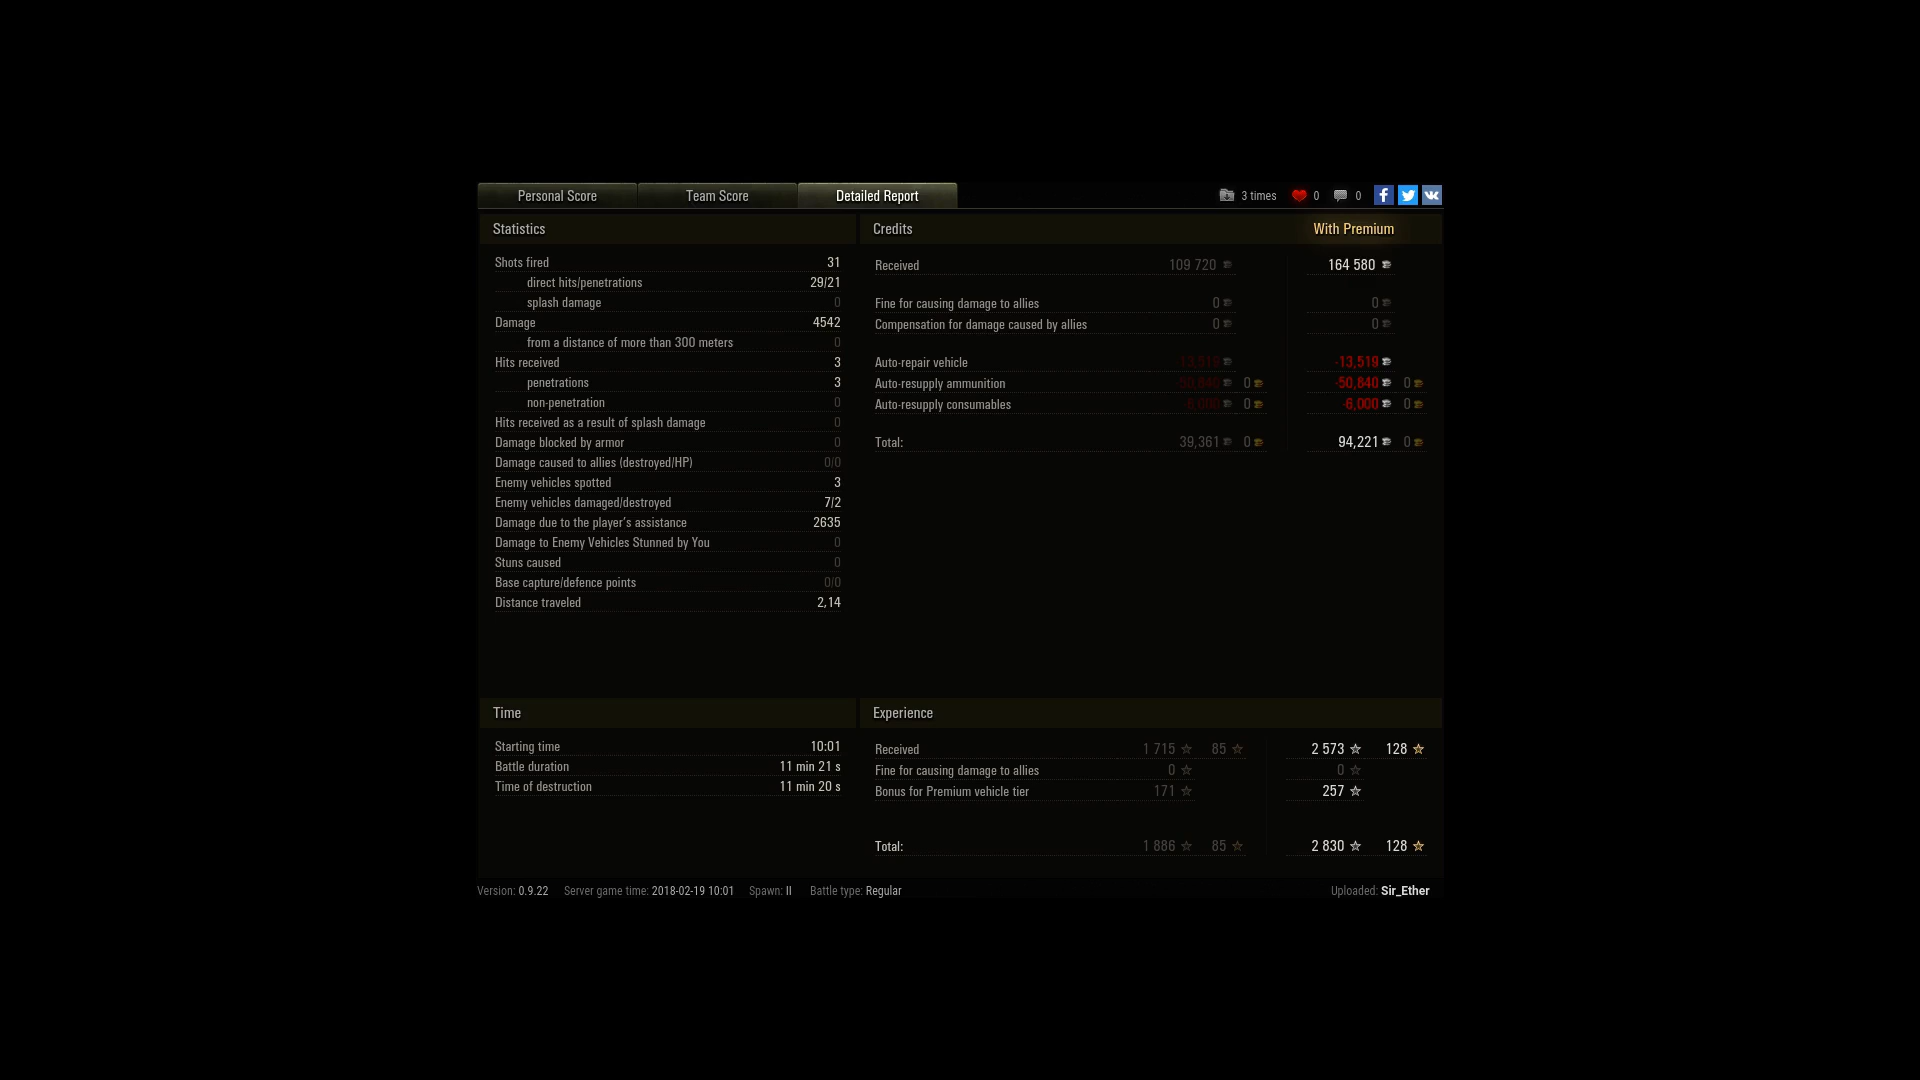 Personal Score Team Score Detailed Report 3 times 0 0
Statistics
Shots fired 31
direct hits/penetrations 29/21
splash damage 0
Damage 4542
from a distance of more than 300 meters 0
Hits received 3
penetrations 3
non-penetration 0
Hits received as a result of splash damage 0
Damage blocked by armor 0
Damage caused to allies (destroyed/HP) 0/0
Enemy vehicles spotted 3
Enemy vehicles damaged/destroyed 7/2
Damage due to the player's assistance 2635
Damage to Enemy Vehicles Stunned by You 0
Stuns caused 0
Base capture/defence points 0/0
Distance traveled 2,14
Credits With Premium
Received 109 720 164 580
Fine for causing damage to allies 0 0
Compensation for damage caused by allies 0 0
Auto-repair vehicle -13,519 -13,519
Auto-resupply ammunition -50,840 0 -50,840 0
Auto-resupply consumables -6,000 0 -6,000 0
Total: 39,361 0 94,221 0
Time
Starting time 10:01
Battle duration 11 min 21 s
Time of destruction 11 min 20 s
Experience
Received 1 715 85 2 573 128
Fine for causing damage to allies 0 0
Bonus for Premium vehicle tier 171 257
Total: 1 886 85 2 830 128
Version: 0.9.22 Server game time: 2018-02-19 10:01 Spawn: II Battle type: Regular Uploaded: Sir_Ether